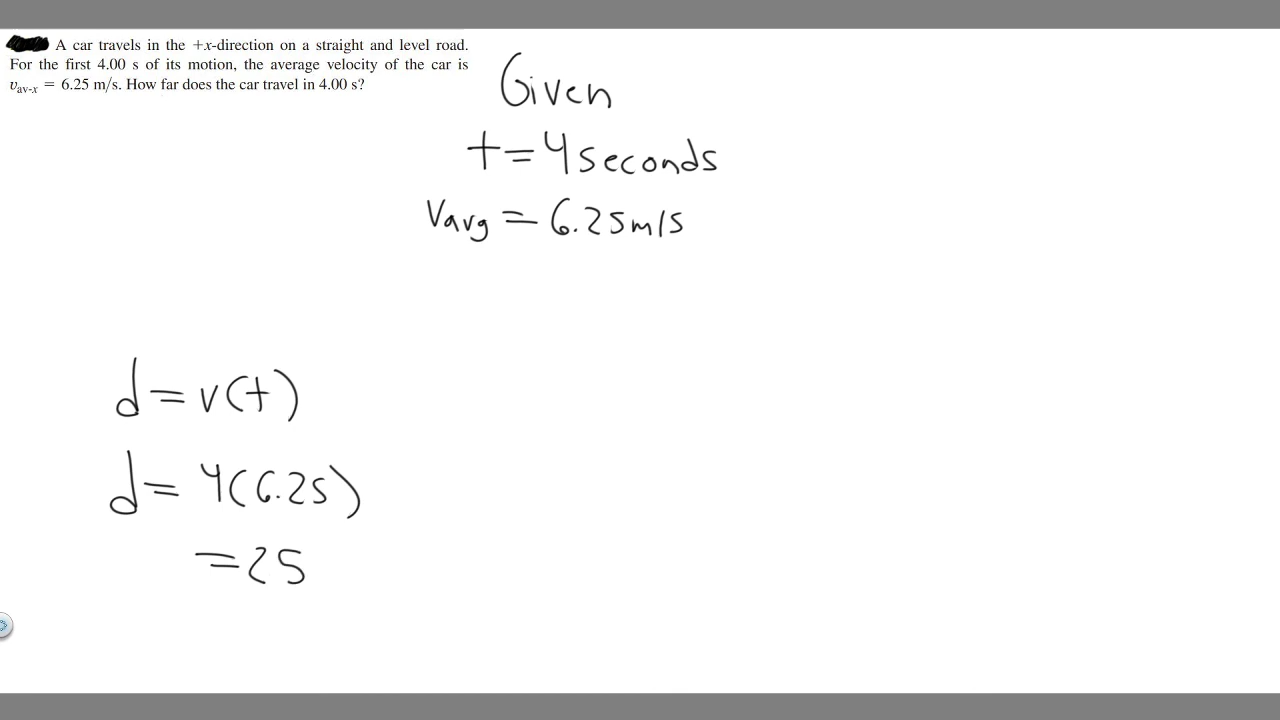 A car travels in the +x-direction on a straight and level road.
For the first 4.00 s of its motion, the average velocity of the car is
vav-x = 6.25 m/s. How far does the car travel in 4.00 s?
Given
t=4seconds
Vavg = 6.25m/s
d=v(t)
d= 4(6.25)
=25